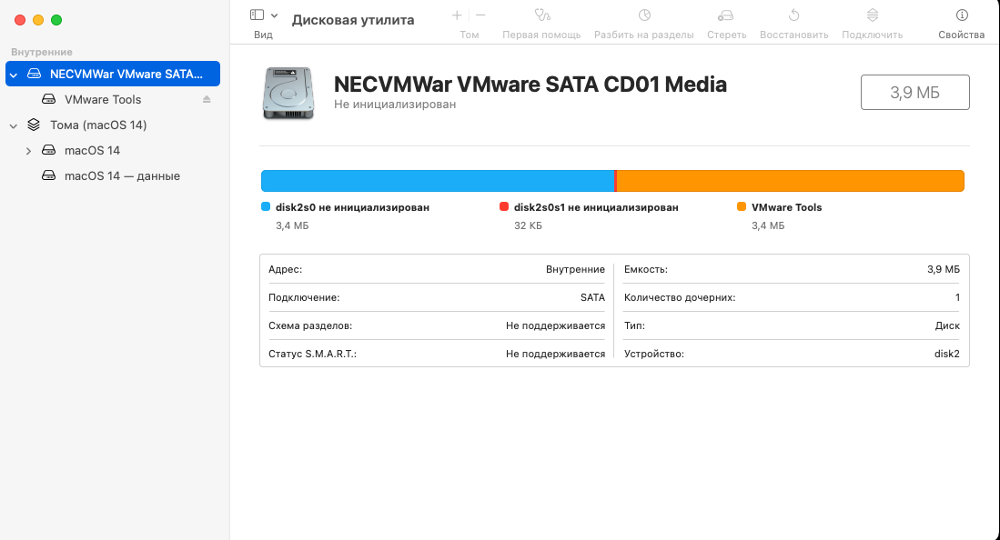 Дисковая утилита
Вид
Том
Первая помощь
Разбить на разделы
Стереть
Восстановить
Подключить
Свойства
Внутренние
NECVMWar VMware SATA...
VMware Tools
Тома (macOS 14)
macOS 14
macOS 14 — данные
NECVMWar VMware SATA CD01 Media
Не инициализирован
3,9 МБ
disk2s0 не инициализирован
3,4 МБ
disk2s0s1 не инициализирован
32 КБ
VMware Tools
3,4 МБ
Адрес: Внутренние
Подключение: SATA
Схема разделов: Не поддерживается
Статус S.M.A.R.T.: Не поддерживается
Емкость: 3,9 МБ
Количество дочерних: 1
Тип: Диск
Устройство: disk2